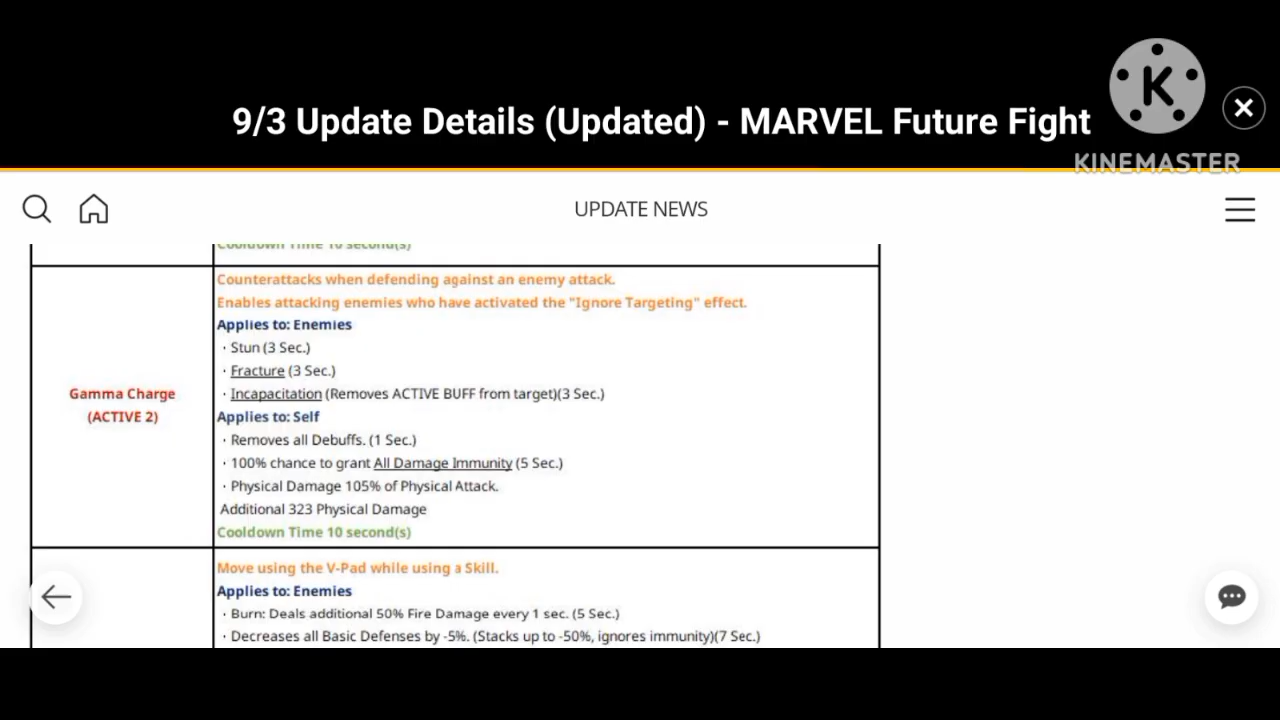 9/3 Update Details (Updated) - MARVEL Future Fight
K
KINEMASTER
UPDATE NEWS
Cooldown Time 10 second(s)
Counterattacks when defending against an enemy attack.
Enables attacking enemies who have activated the "Ignore Targeting" effect.
Applies to: Enemies
· Stun (3 Sec.)
· Fracture (3 Sec.)
· Incapacitation (Removes ACTIVE BUFF from target)(3 Sec.)
Gamma Charge
(ACTIVE 2)
Applies to: Self
· Removes all Debuffs. (1 Sec.)
· 100% chance to grant All Damage Immunity (5 Sec.)
· Physical Damage 105% of Physical Attack.
Additional 323 Physical Damage
Cooldown Time 10 second(s)
Move using the V-Pad while using a Skill.
Applies to: Enemies
· Burn: Deals additional 50% Fire Damage every 1 sec. (5 Sec.)
· Decreases all Basic Defenses by -5%. (Stacks up to -50%, ignores immunity)(7 Sec.)